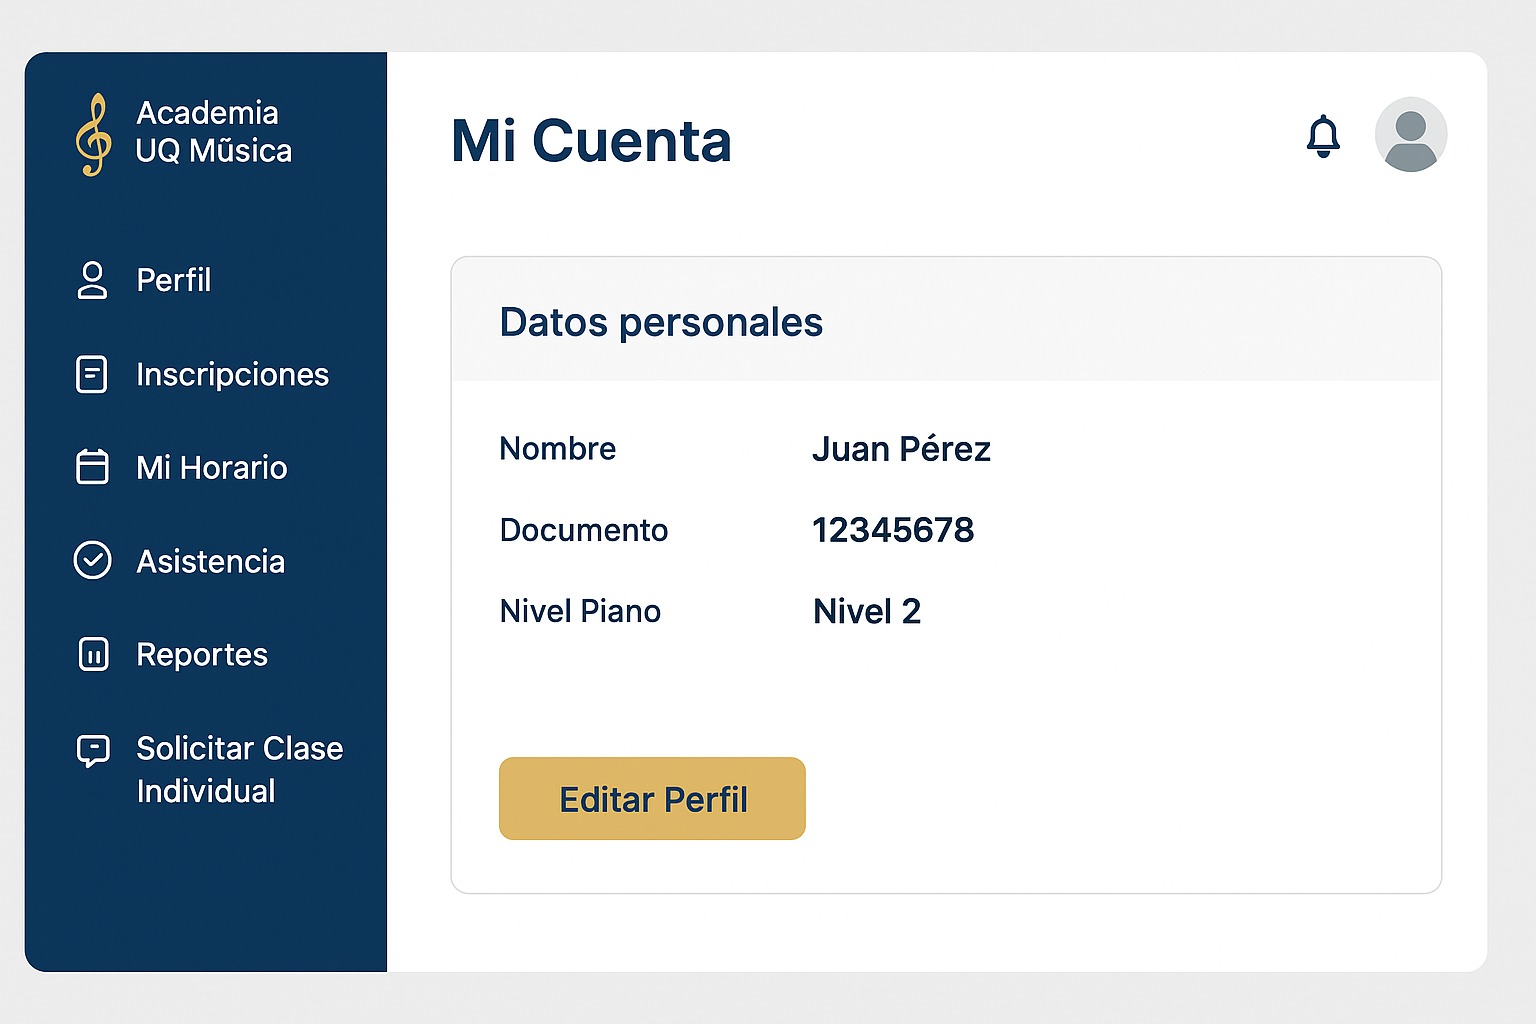 Academia
UQ Mũsica
Perfil
Inscripciones
Mi Horario
Asistencia
Reportes
Solicitar Clase
Individual
Mi Cuenta
Datos personales
Nombre Juan Pérez
Documento 12345678
Nivel Piano Nivel 2
Editar Perfil